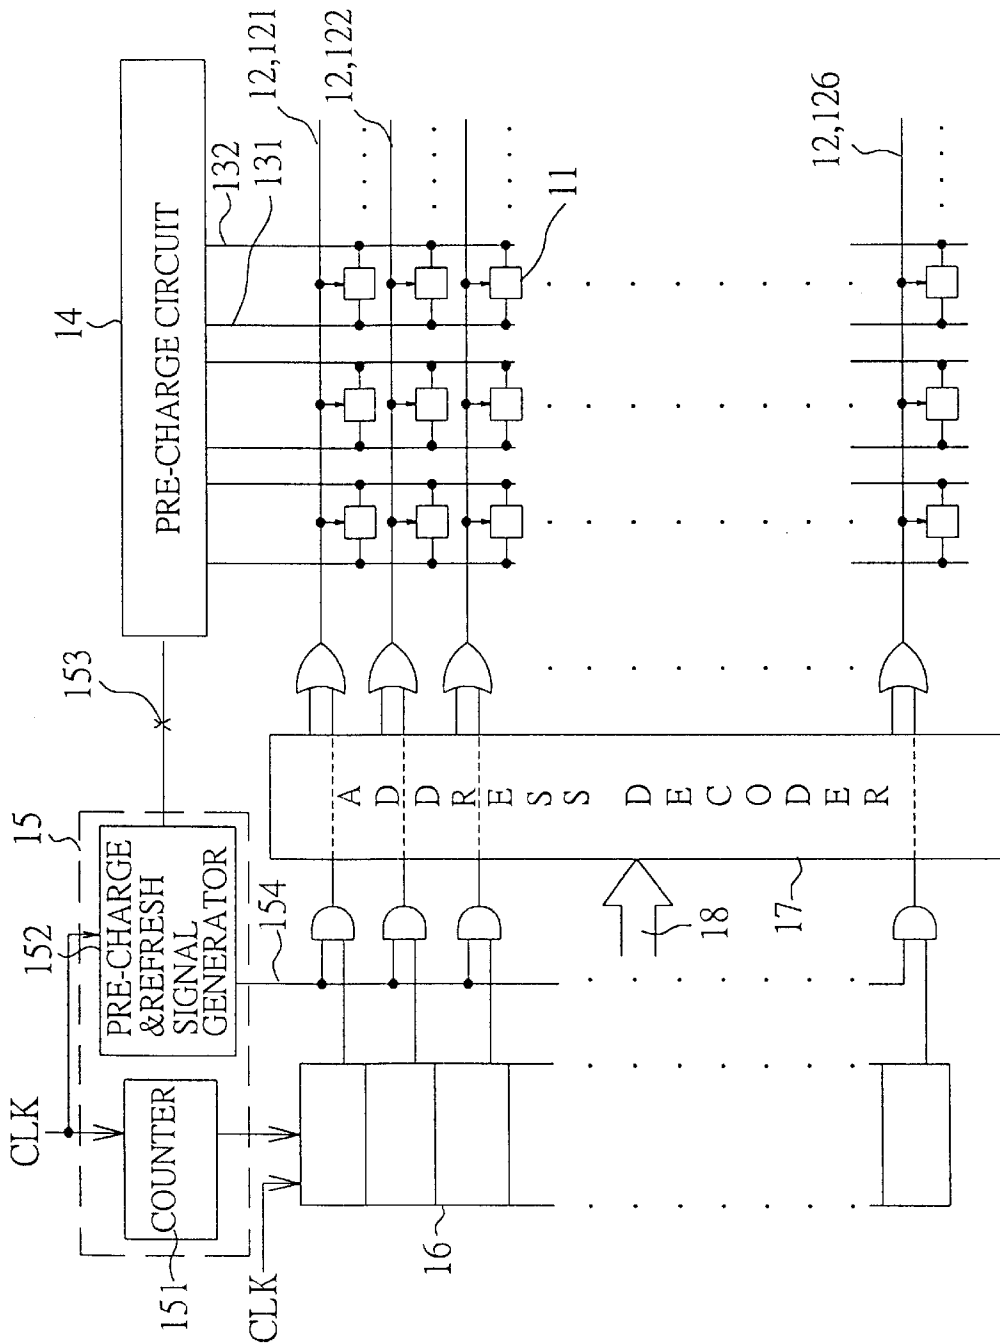 CLK
15
152
PRE-CHARGE
&REFRESH
SIGNAL
GENERATOR
COUNTER
151
153
154
14
PRE-CHARGE CIRCUIT
132
131
12,121
12,122
11
12,126
CLK
16
ADDRESS DECODER
17
18